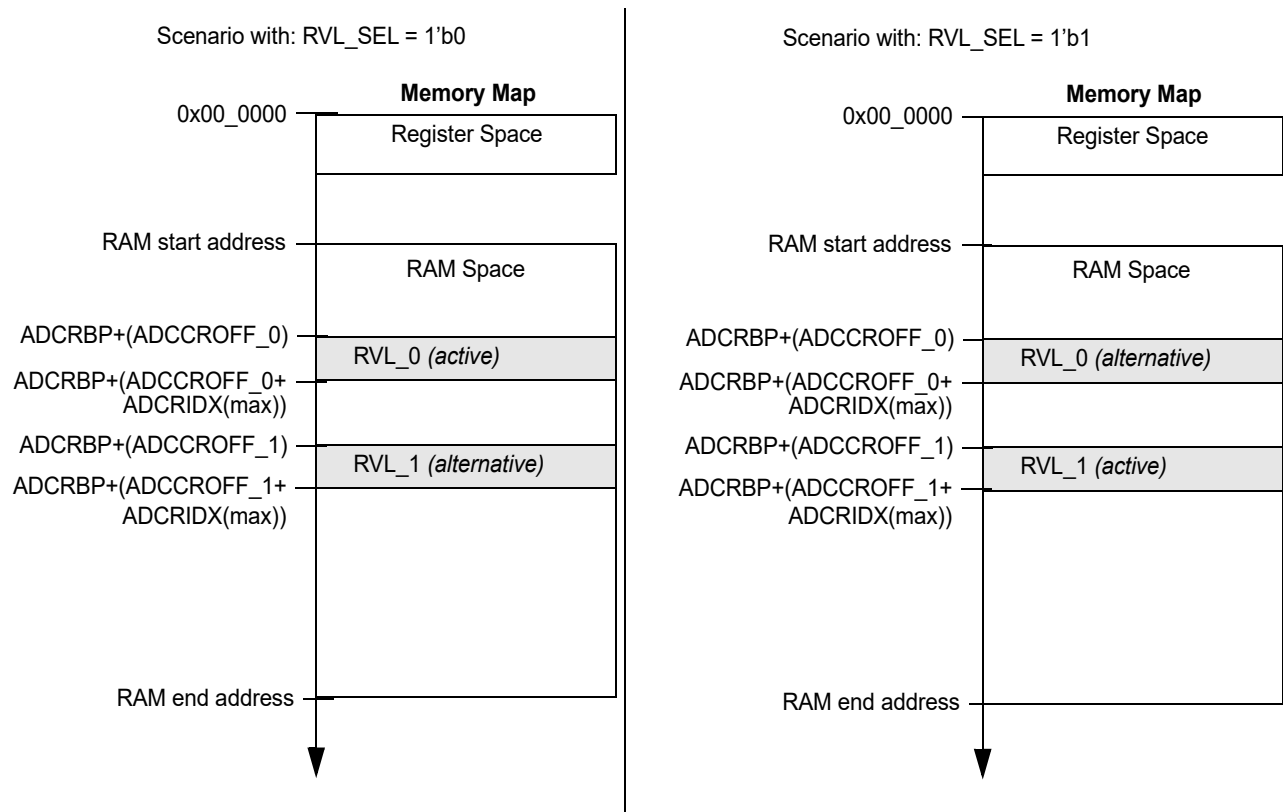 Scenario with: RVL_SEL = 1’b0
Memory Map
0x00_0000
Register Space
RAM start address
RAM Space
ADCRBP+(ADCCROFF_0)
RVL_0 (active)
ADCRBP+(ADCCROFF_0+
ADCRIDX(max))
ADCRBP+(ADCCROFF_1)
RVL_1 (alternative)
ADCRBP+(ADCCROFF_1+
ADCRIDX(max))
RAM end address
Scenario with: RVL_SEL = 1’b1
Memory Map
0x00_0000
Register Space
RAM start address
RAM Space
ADCRBP+(ADCCROFF_0)
RVL_0 (alternative)
ADCRBP+(ADCCROFF_0+
ADCRIDX(max))
ADCRBP+(ADCCROFF_1)
RVL_1 (active)
ADCRBP+(ADCCROFF_1+
ADCRIDX(max))
RAM end address